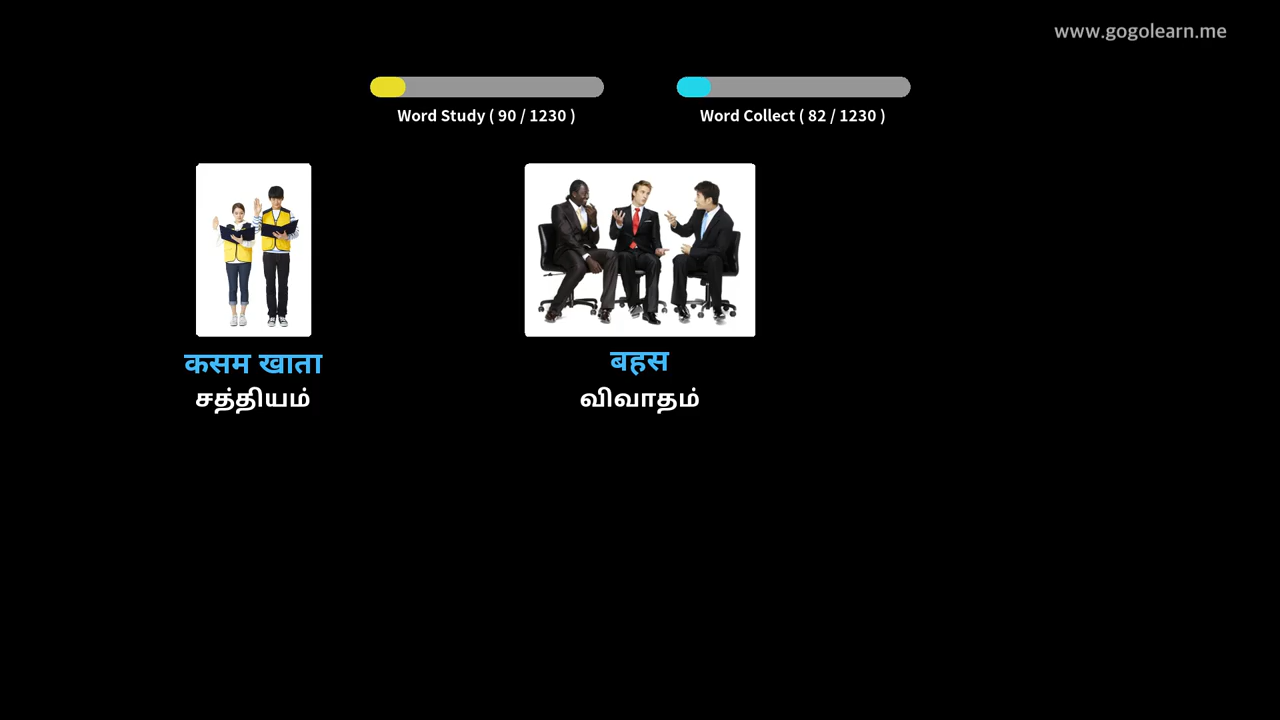 www.gogolearn.me
Word Study ( 90 / 1230 )
Word Collect ( 82 / 1230 )
कसम खाता
சத்தியம்
बहस
விவாதம்